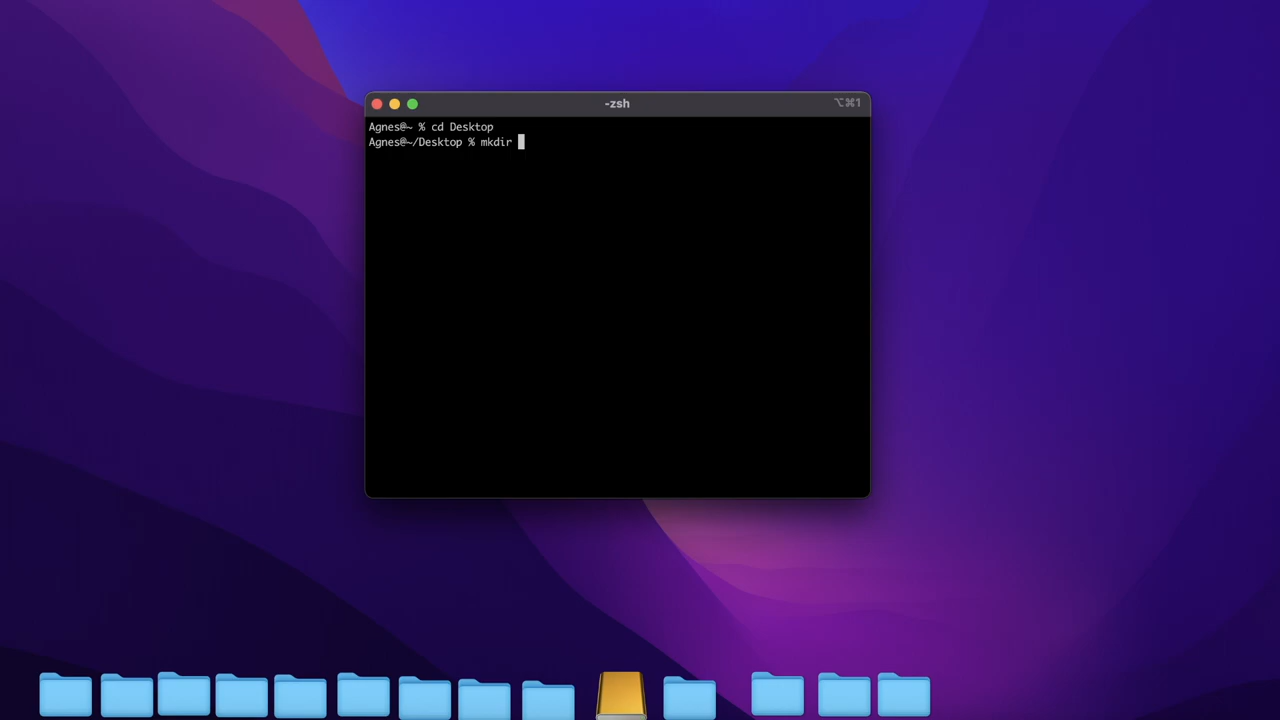 -zsh
⌥⌘1
Agnes@~ % cd Desktop
Agnes@~/Desktop % mkdir